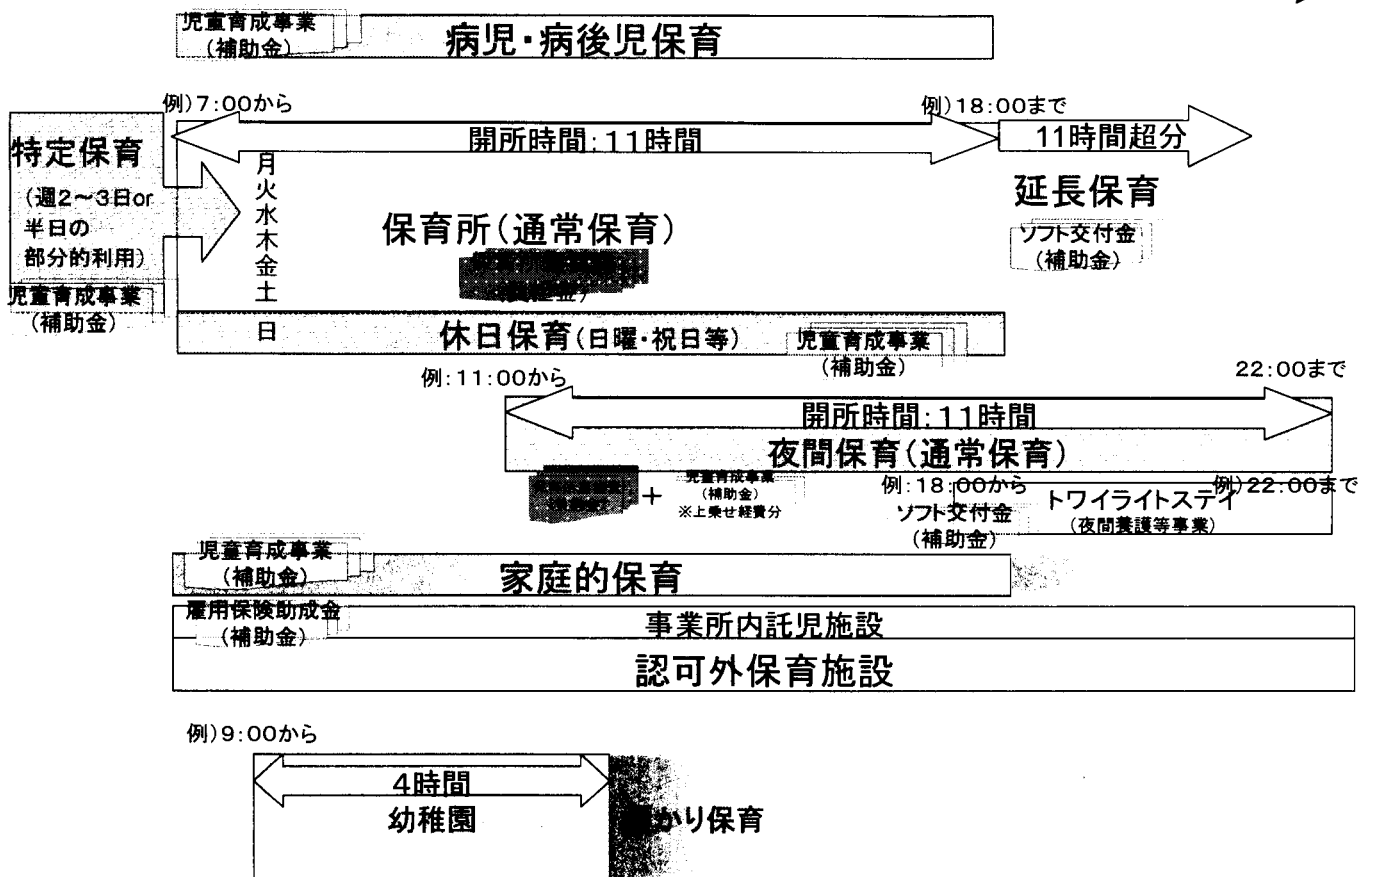 児童育成事業
(補助金)
病児・病後児保育
例)7:00から
例)18:00まで
開所時間:11時間
11時間超分
特定保育
(週2～3日or
半日の
部分的利用)
児童育成事業
(補助金)
月
火
水
木
金
土
日
保育所(通常保育)
延長保育
ソフト交付金
(補助金)
休日保育(日曜・祝日等)
児童育成事業
(補助金)
例:11:00から
22:00まで
開所時間:11時間
夜間保育(通常保育)
+
児童育成事業
(補助金)
※上乗せ経費分
例:18:00から
例)22:00まで
ソフト交付金
(補助金)
トワイライトステイ
(夜間養護等事業)
児童育成事業
(補助金)
家庭的保育
雇用保険助成金
(補助金)
事業所内託児施設
認可外保育施設
例)9:00から
4時間
幼稚園
かり保育